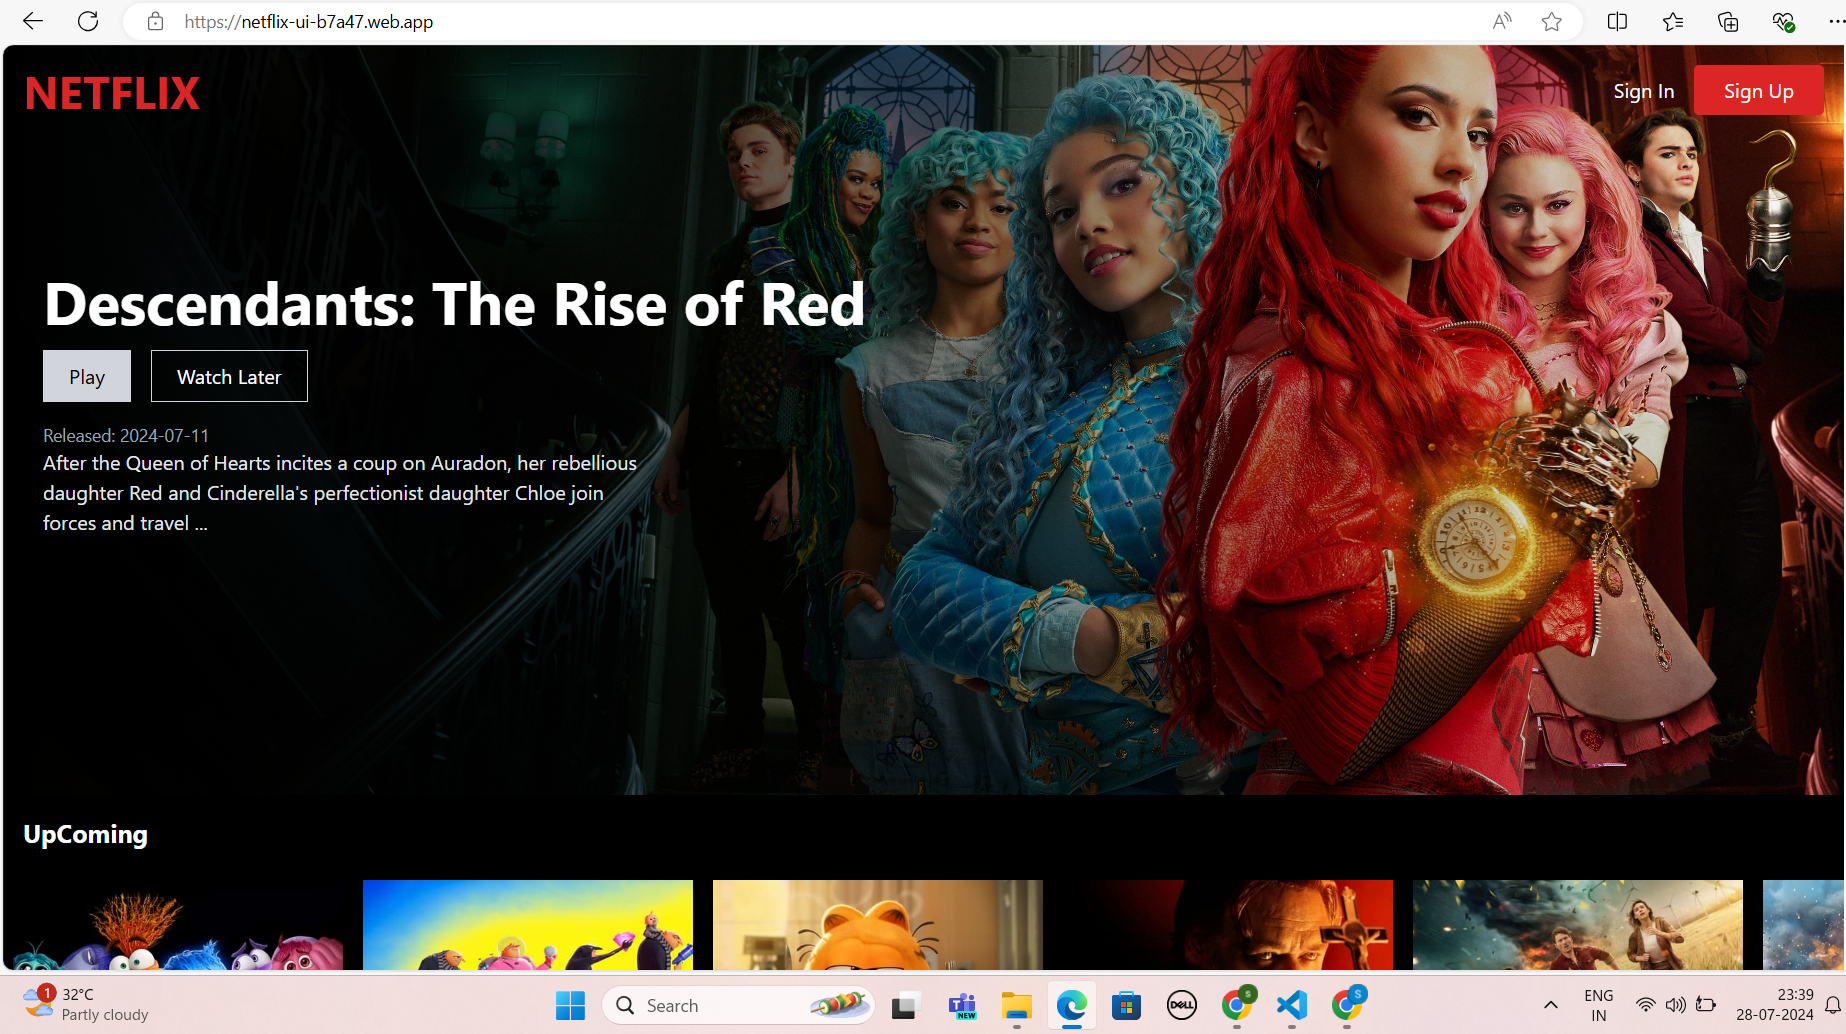 https://netflix-ui-b7a47.web.app
NETFLIX
Sign In
Sign Up
Descendants: The Rise of Red
Play
Watch Later
Released: 2024-07-11
After the Queen of Hearts incites a coup on Auradon, her rebellious
daughter Red and Cinderella's perfectionist daughter Chloe join
forces and travel ...
UpComing
1
32°C
Partly cloudy
Search
NEW
DELL
S
S
ENG
IN
23:39
28-07-2024